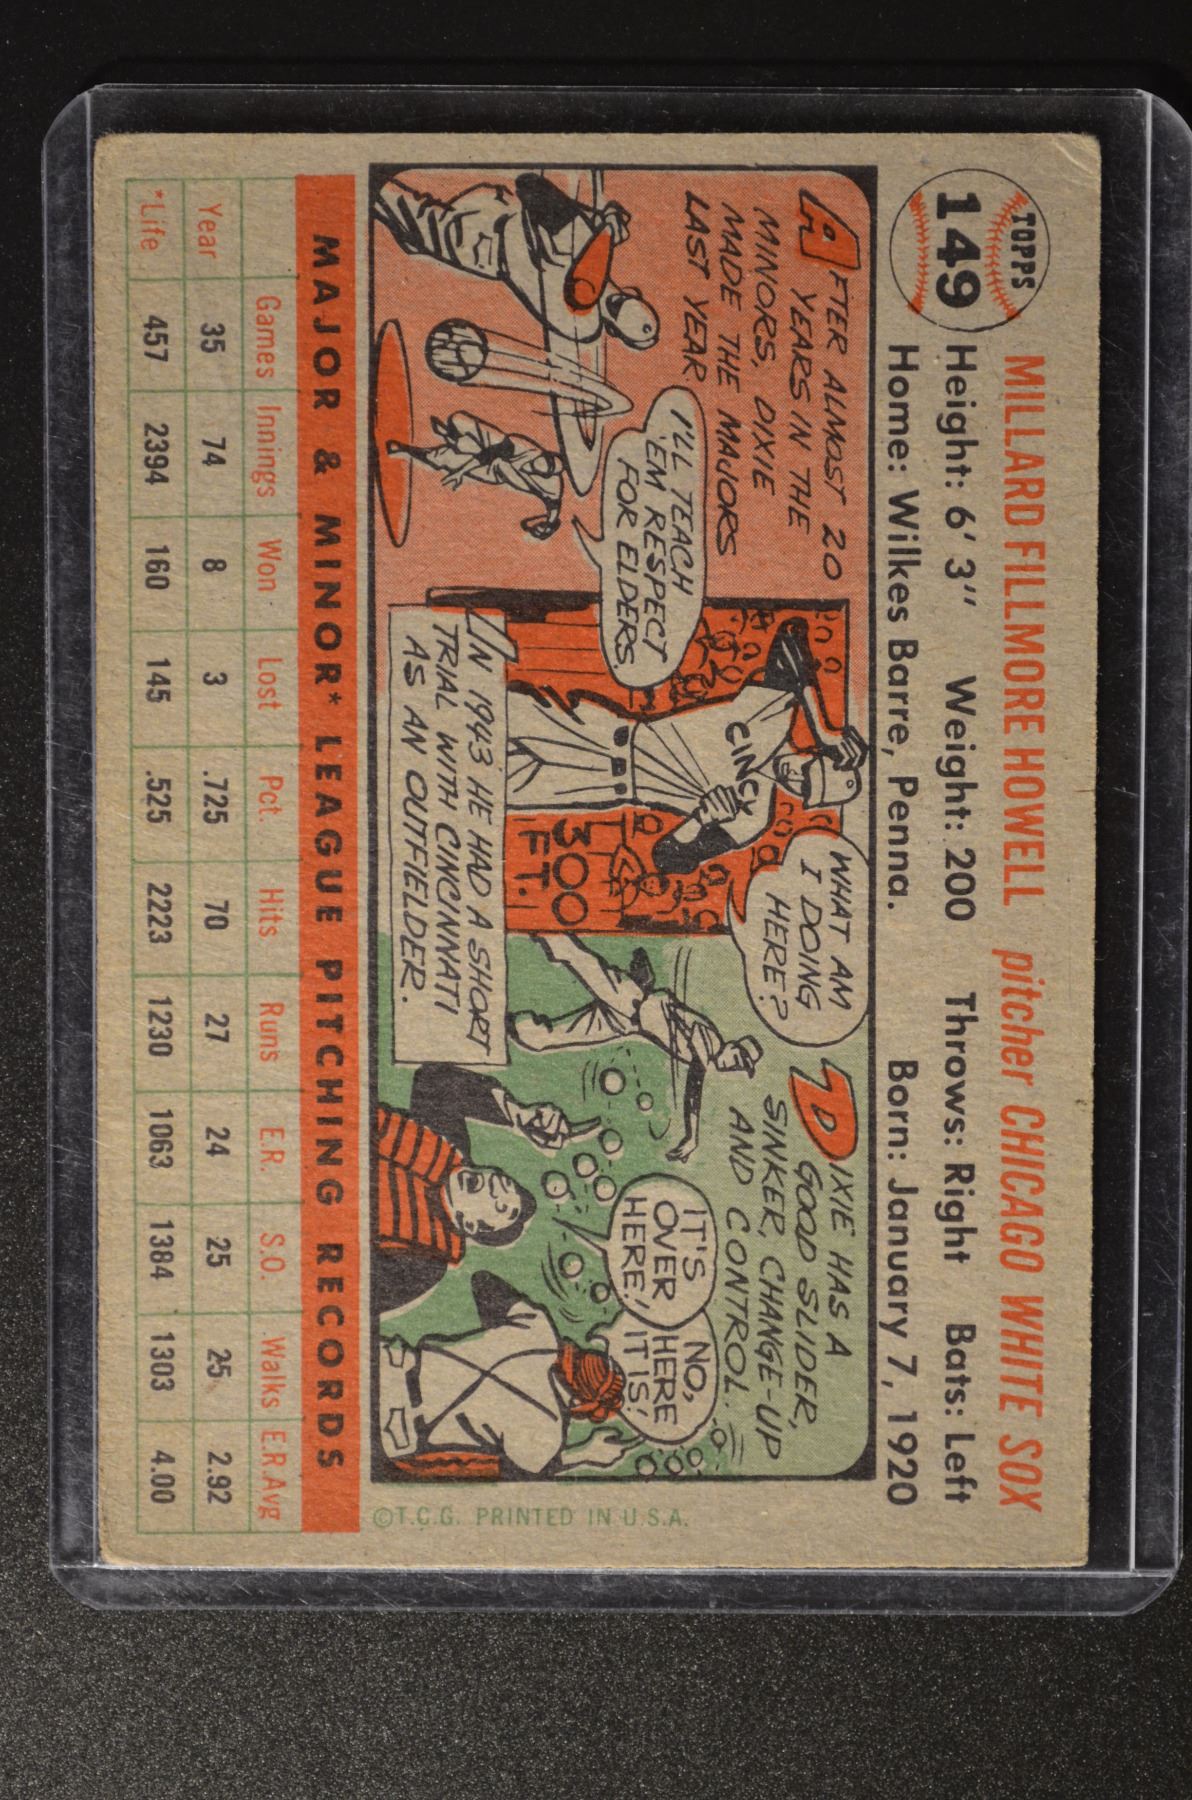 TOPPS
149
MILLARD FILLMORE HOWELL pitcher CHICAGO WHITE SOX
Height: 6' 3" Weight: 200 Throws: Right Bats: Left
Home: Wilkes Barre, Penna. Born: January 7, 1920
AFTER ALMOST 20
YEARS IN THE
MINORS, DIXIE
MADE THE MAJORS
LAST YEAR.
I'LL TEACH
'EM RESPECT
FOR ELDERS.
WHAT AM
I DOING
HERE?
CINCY
300
FT.
IN 1943 HE HAD A SHORT
TRIAL WITH CINCINNATI
AS AN OUTFIELDER.
DIXIE HAS A
GOOD SLIDER,
SINKER, CHANGE-UP
AND CONTROL.
IT'S
OVER
HERE!
NO,
HERE
IT IS!
©T.C.G. PRINTED IN U.S.A.
MAJOR & MINOR* LEAGUE PITCHING RECORDS
Games Innings Won Lost Pct. Hits Runs E.R. S.O. Walks E.R.Avg
Year 35 74 8 3 .725 70 27 24 25 25 2.92
*Life 457 2394 160 145 .525 2223 1230 1063 1384 1303 4.00